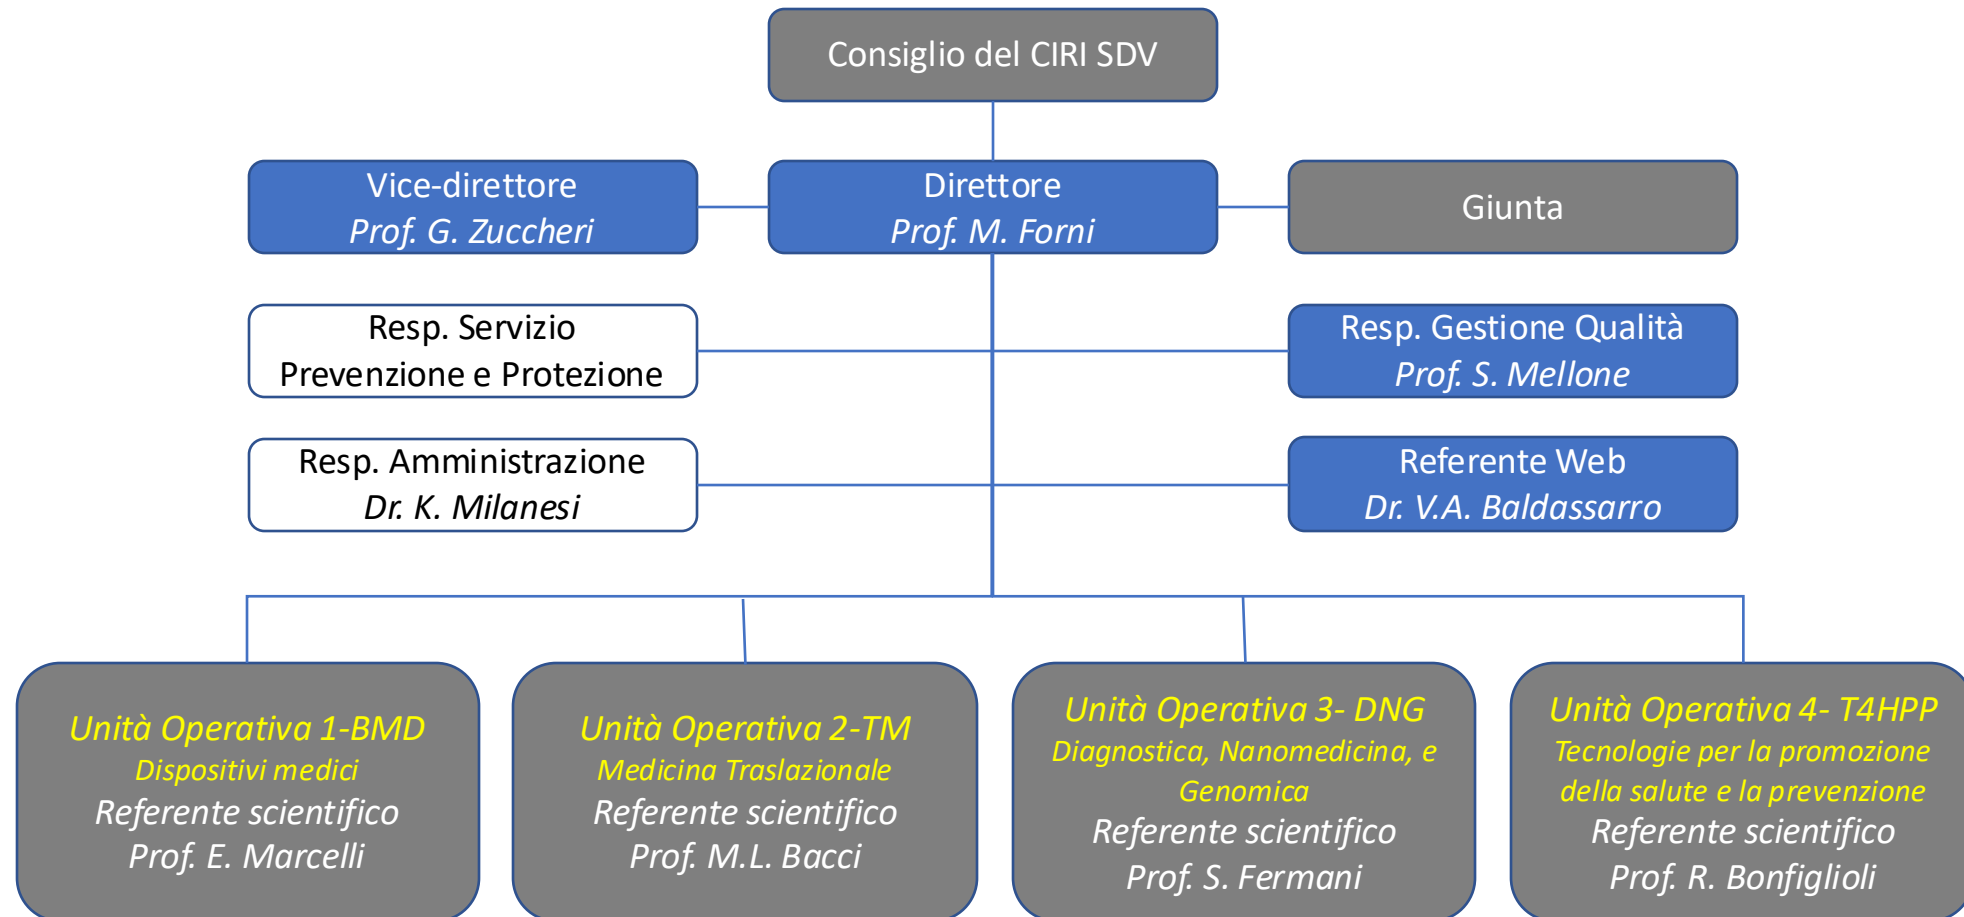 Consiglio del CIRI SDV
Vice-direttore
Prof. G. Zuccheri
Direttore
Prof. M. Forni
Giunta
Resp. Servizio
Prevenzione e Protezione
Resp. Gestione Qualità
Prof. S. Mellone
Resp. Amministrazione
Dr. K. Milanesi
Referente Web
Dr. V.A. Baldassarro
Unità Operativa 1-BMD
Dispositivi medici
Referente scientifico
Prof. E. Marcelli
Unità Operativa 2-TM
Medicina Traslazionale
Referente scientifico
Prof. M.L. Bacci
Unità Operativa 3- DNG
Diagnostica, Nanomedicina, e
Genomica
Referente scientifico
Prof. S. Fermani
Unità Operativa 4- T4HPP
Tecnologie per la promozione
della salute e la prevenzione
Referente scientifico
Prof. R. Bonfiglioli